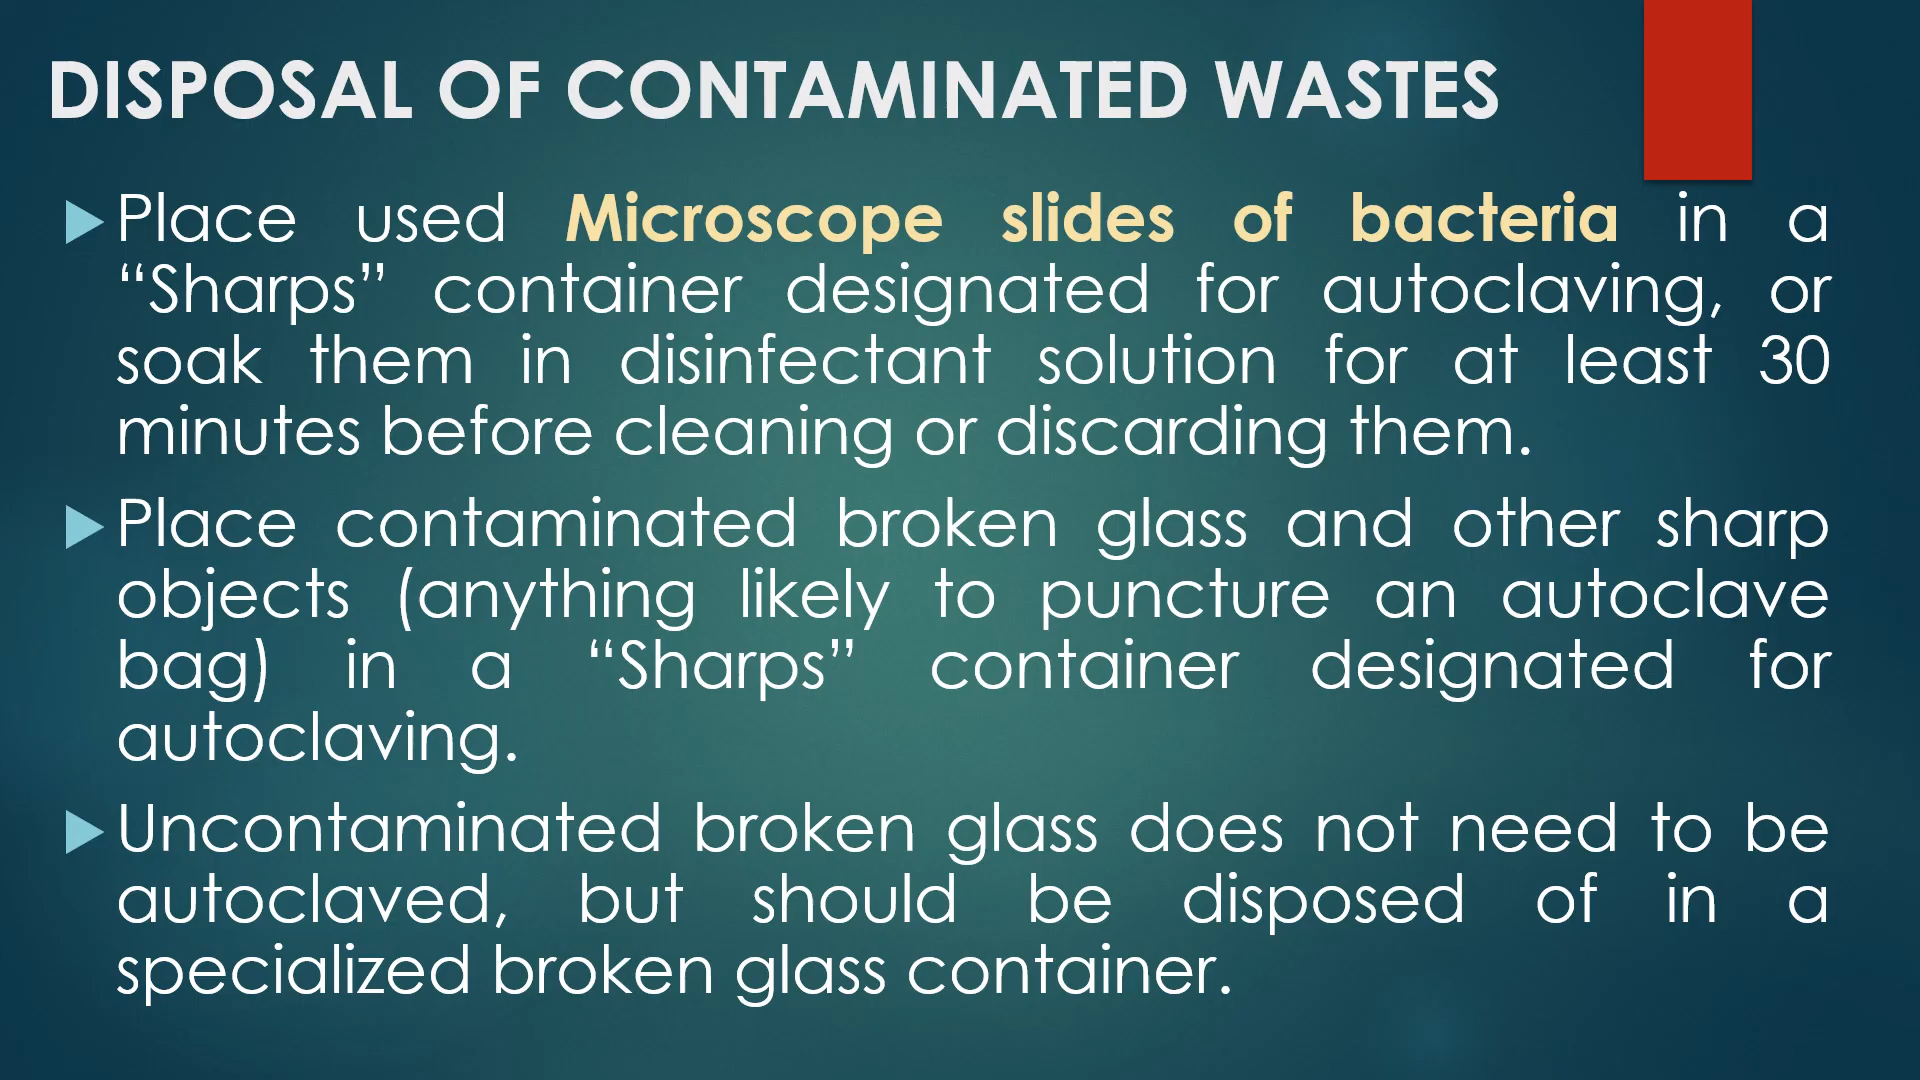 DISPOSAL OF CONTAMINATED WASTES
Place used Microscope slides of bacteria in a
“Sharps” container designated for autoclaving, or
soak them in disinfectant solution for at least 30
minutes before cleaning or discarding them.
Place contaminated broken glass and other sharp
objects (anything likely to puncture an autoclave
bag) in a “Sharps” container designated for
autoclaving.
Uncontaminated broken glass does not need to be
autoclaved, but should be disposed of in a
specialized broken glass container.